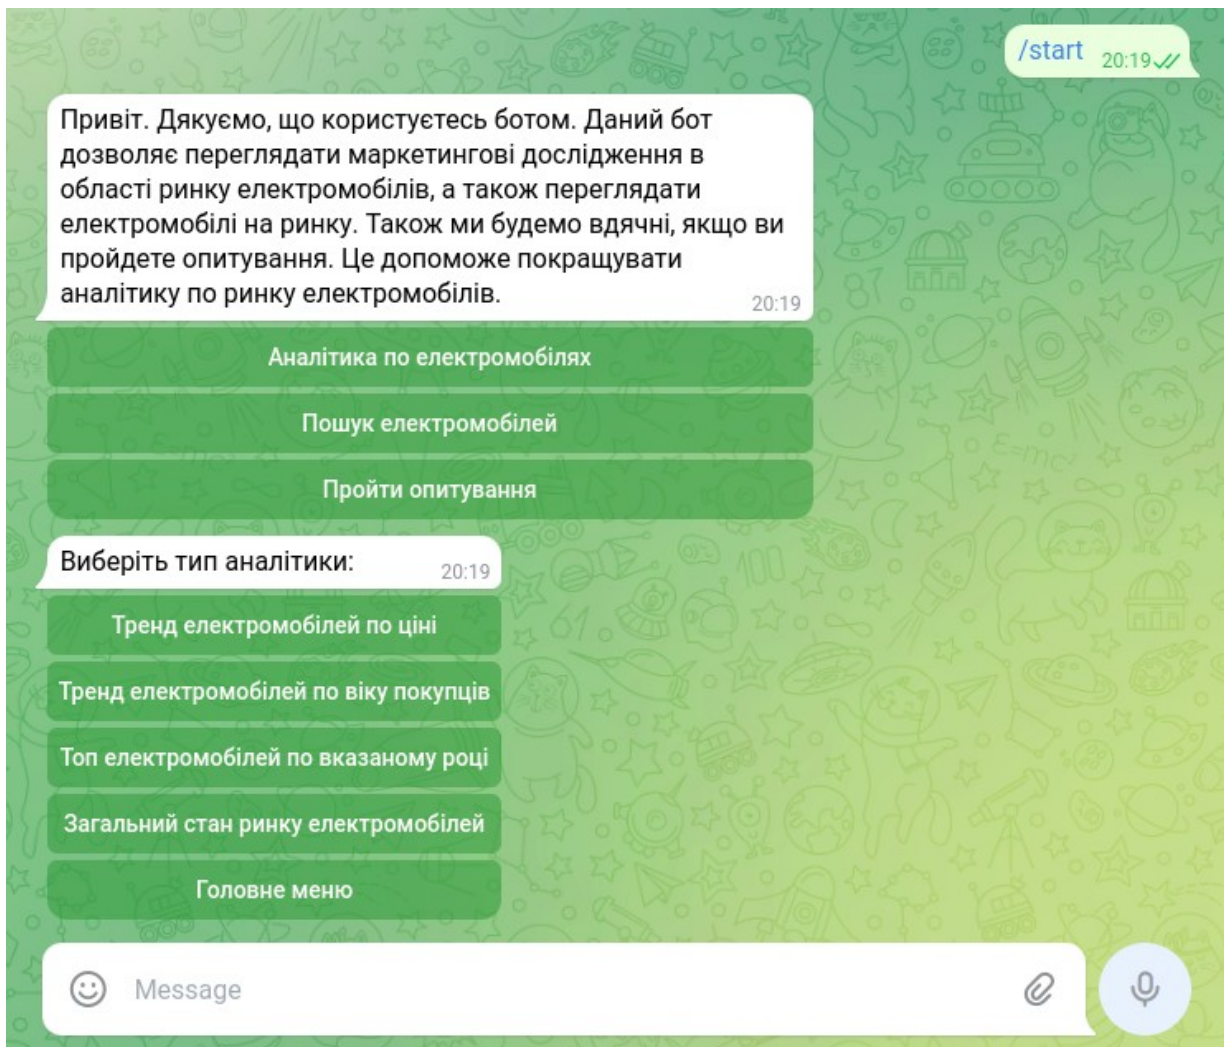 /start 20:19
Привіт. Дякуємо, що користуєтесь ботом. Даний бот
дозволяє переглядати маркетингові дослідження в
області ринку електромобілів, а також переглядати
електромобілі на ринку. Також ми будемо вдячні, якщо ви
пройдете опитування. Це допоможе покращувати
аналітику по ринку електромобілів. 20:19
Аналітика по електромобілях
Пошук електромобілей
Пройти опитування
Виберіть тип аналітики: 20:19
Тренд електромобілей по ціні
Тренд електромобілей по віку покупців
Топ електромобілей по вказаному році
Загальний стан ринку електромобілей
Головне меню
Message